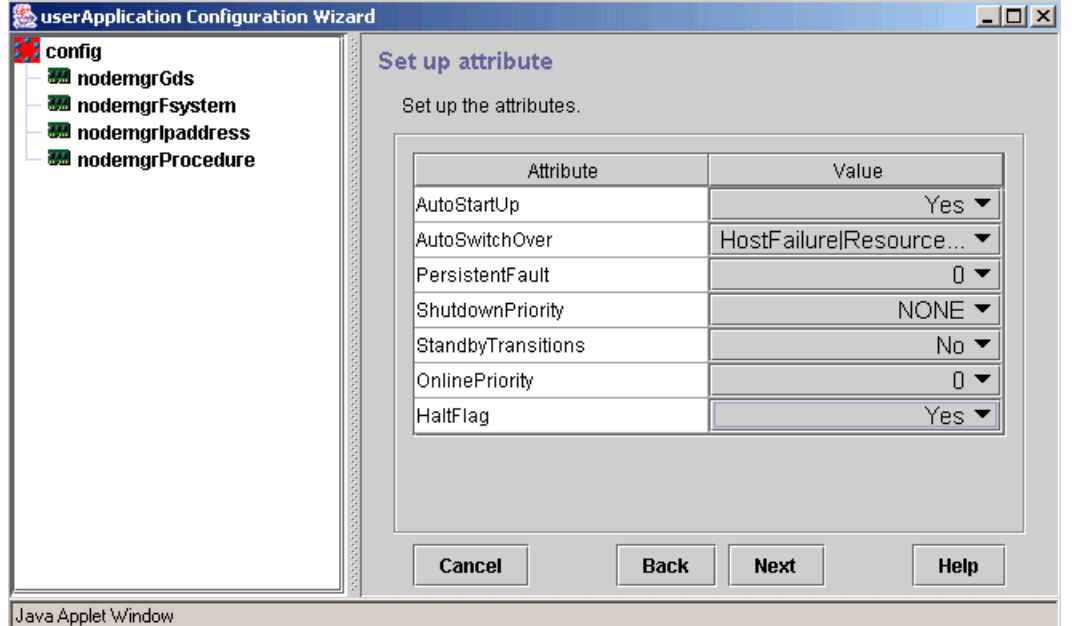 userApplication Configuration Wizard
config
nodemgrGds
nodemgrFsystem
nodemgrIpaddress
nodemgrProcedure
Set up attribute
Set up the attributes.
Attribute Value
AutoStartUp Yes
AutoSwitchOver HostFailure|Resource...
PersistentFault 0
ShutdownPriority NONE
StandbyTransitions No
OnlinePriority 0
HaltFlag Yes
Cancel Back Next Help
Java Applet Window